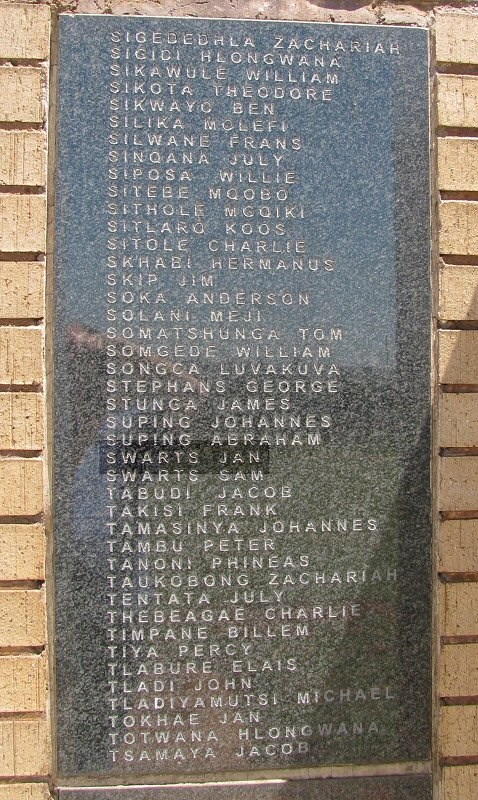 SIGEDEDHLA ZACHARIAH
SIGIDI HLONGWANA
SIKAWULE WILLIAM
SIKOTA THEODORE
SIKWAYO BEN
SILIKA MOLEFI
SILWANE FRANS
SINQANA JULY
SIPOSA WILLIE
SITEBE MQOBO
SITHOLE MCQIKI
SITLARO KOOS
SITOLE CHARLIE
SKHABI HERMANUS
SKIP JIM
SOKA ANDERSON
SOLANI MEJI
SOMATSHUNGA TOM
SOMGEDE WILLIAM
SONGCA LUVAKUVA
STEPHANS GEORGE
STUNGA JAMES
SUPING JOHANNES
SUPING ABRAHAM
SWARTS JAN
SWARTS SAM
TABUDI JACOB
TAKISI FRANK
TAMASINYA JOHANNES
TAMBU PETER
TANONI PHINEAS
TAUKOBONG ZACHARIAH
TENTATA JULY
THEBEAGAE CHARLIE
TIMPANE BILLEM
TIYA PERCY
TLABURE ELAIS
TLADI JOHN
TLADIYAMUTSI MICHAEL
TOKHAE JAN
TOTWANA HLONGWANA
TSAMAYA JACOB